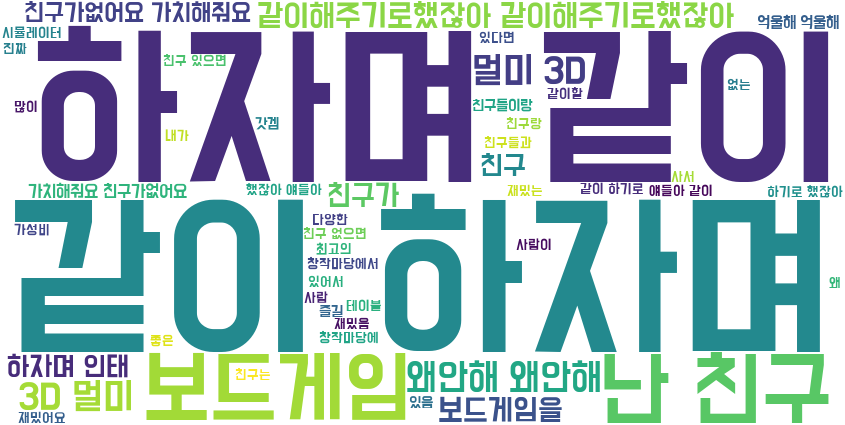 친구가없어요 가치해줘요 같이해주기로했잖아 같이해주기로했잖아 억울해 억울해
시뮬레이터
진짜
친구 있으면
있다면
멀미 3D
하자며 같이
같이할
없는
많이
갓겜
내가
친구들이랑
친구랑
친구들과
친구
사서
재밌는
가치해줘요 친구가없어요
했잖아 얘들아
친구가
같이 하기로
얘들아 같이
하기로 했잖아
같이하자며
가성비
다양한
친구 없으면
최고의
창작마당에서
있어서
사람
즐길
테이블
재밌음
창작마당에
사람이
왜
좋은
하자며 인태
3D 멀미
재밌어요
보드게임
친구는
왜안해 왜안해
있음
보드게임을
난 친구